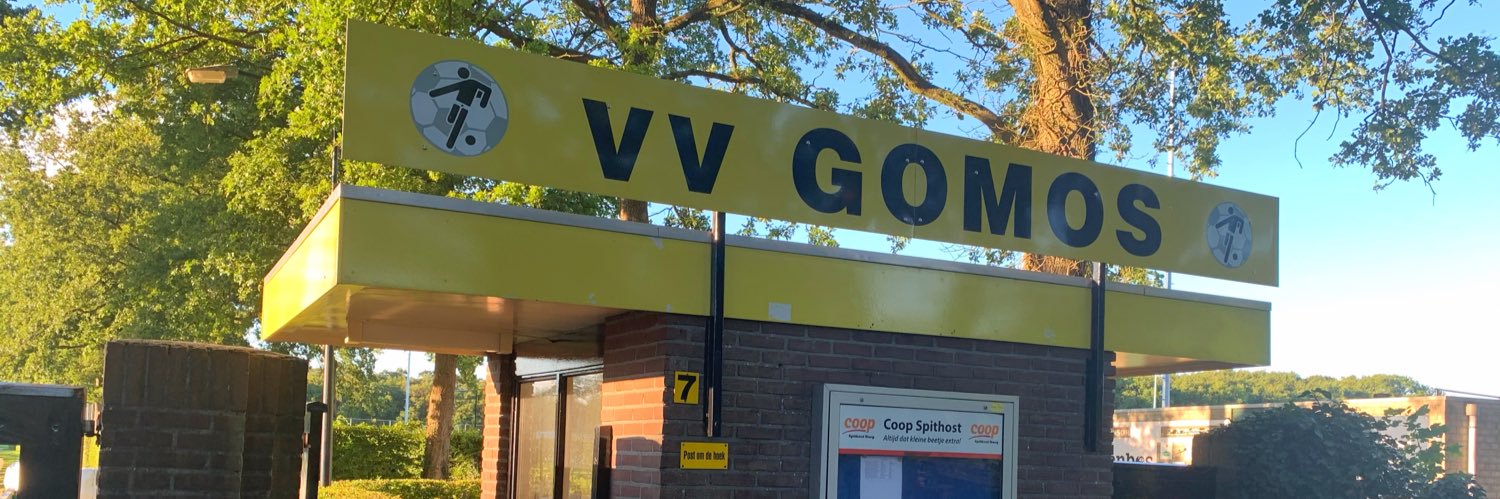 VV GOMOS
7
Post om de hoek
coop
Coop Spithost
Altijd dat kleine beetje extra!
coop